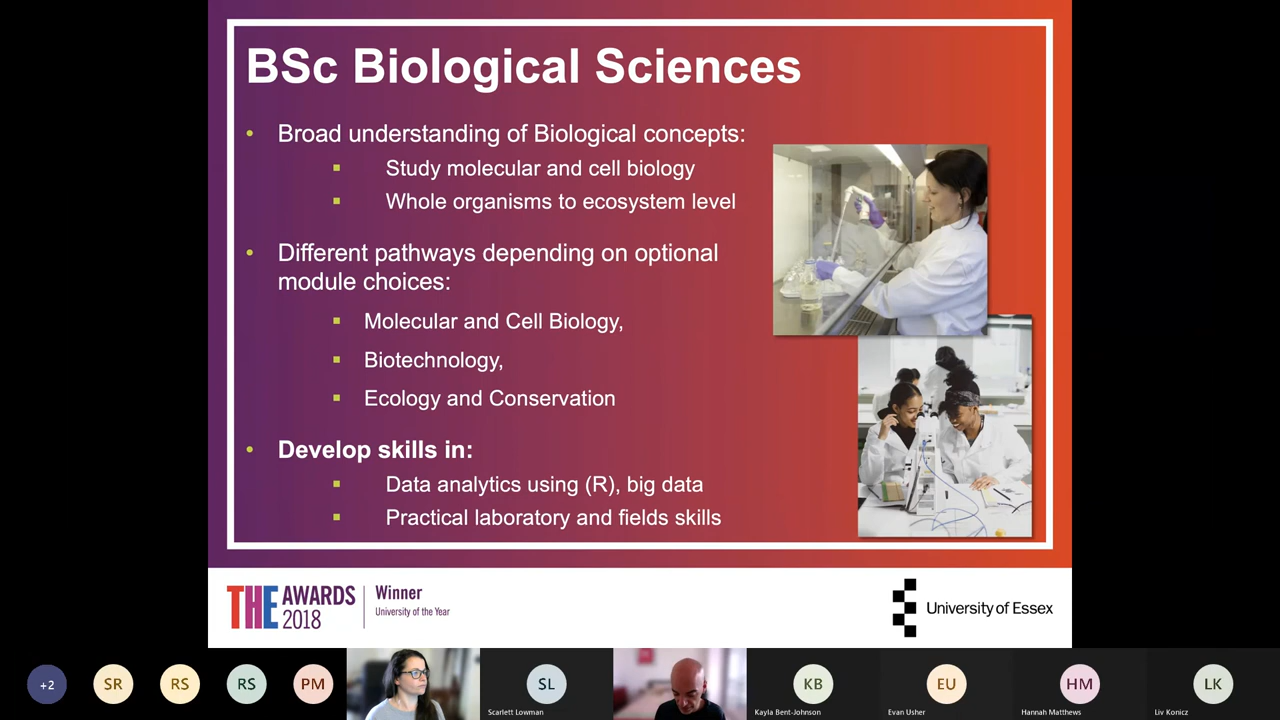 BSc Biological Sciences
• Broad understanding of Biological concepts:
▪ Study molecular and cell biology
▪ Whole organisms to ecosystem level
• Different pathways depending on optional
module choices:
▪ Molecular and Cell Biology,
▪ Biotechnology,
▪ Ecology and Conservation
• Develop skills in:
▪ Data analytics using (R), big data
▪ Practical laboratory and fields skills
THE AWARDS 2018
Winner
University of the Year
University of Essex
+2
SR
RS
RS
PM
SL
Scarlett Lowman
KB
Kayla Bent-Johnson
EU
Evan Usher
HM
Hannah Matthews
LK
Liv Konicz